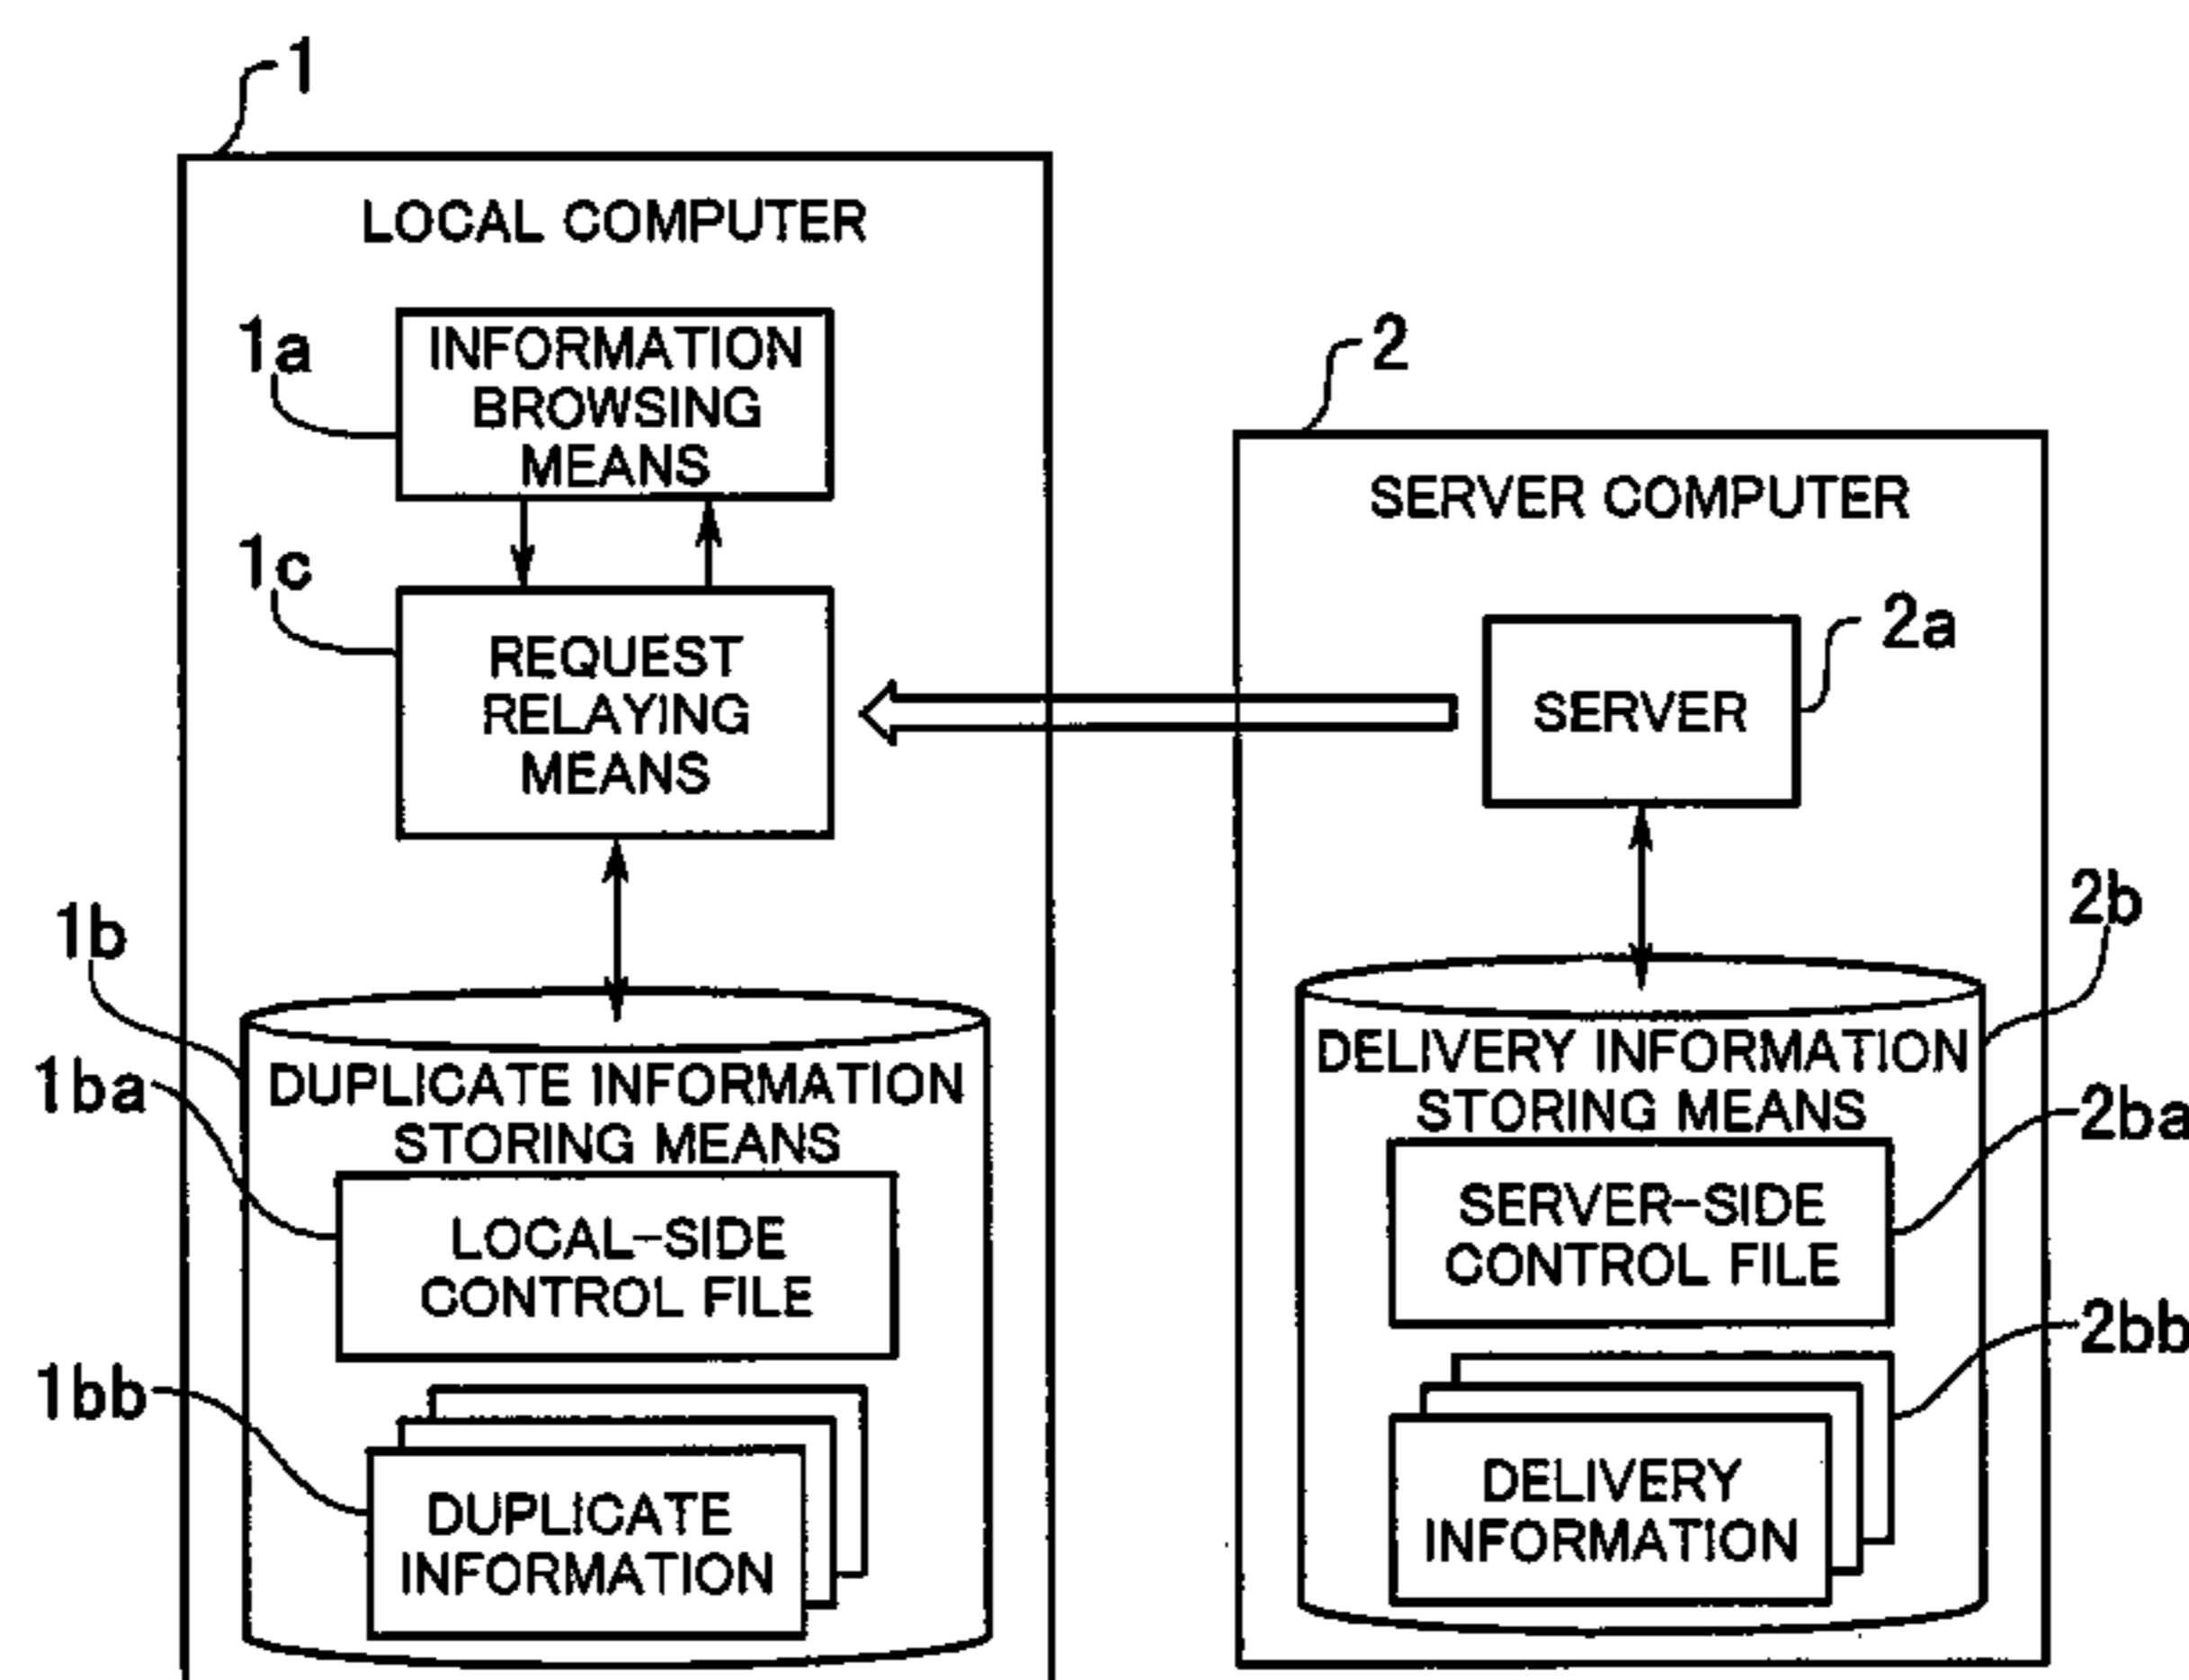 1
LOCAL COMPUTER
1a
INFORMATION
BROWSING
MEANS
1c
REQUEST
RELAYING
MEANS
1b
DUPLICATE INFORMATION
STORING MEANS
1ba
LOCAL-SIDE
CONTROL FILE
1bb
DUPLICATE
INFORMATION
2
SERVER COMPUTER
2a
SERVER
2b
DELIVERY INFORMATION
STORING MEANS
2ba
SERVER-SIDE
CONTROL FILE
2bb
DELIVERY
INFORMATION